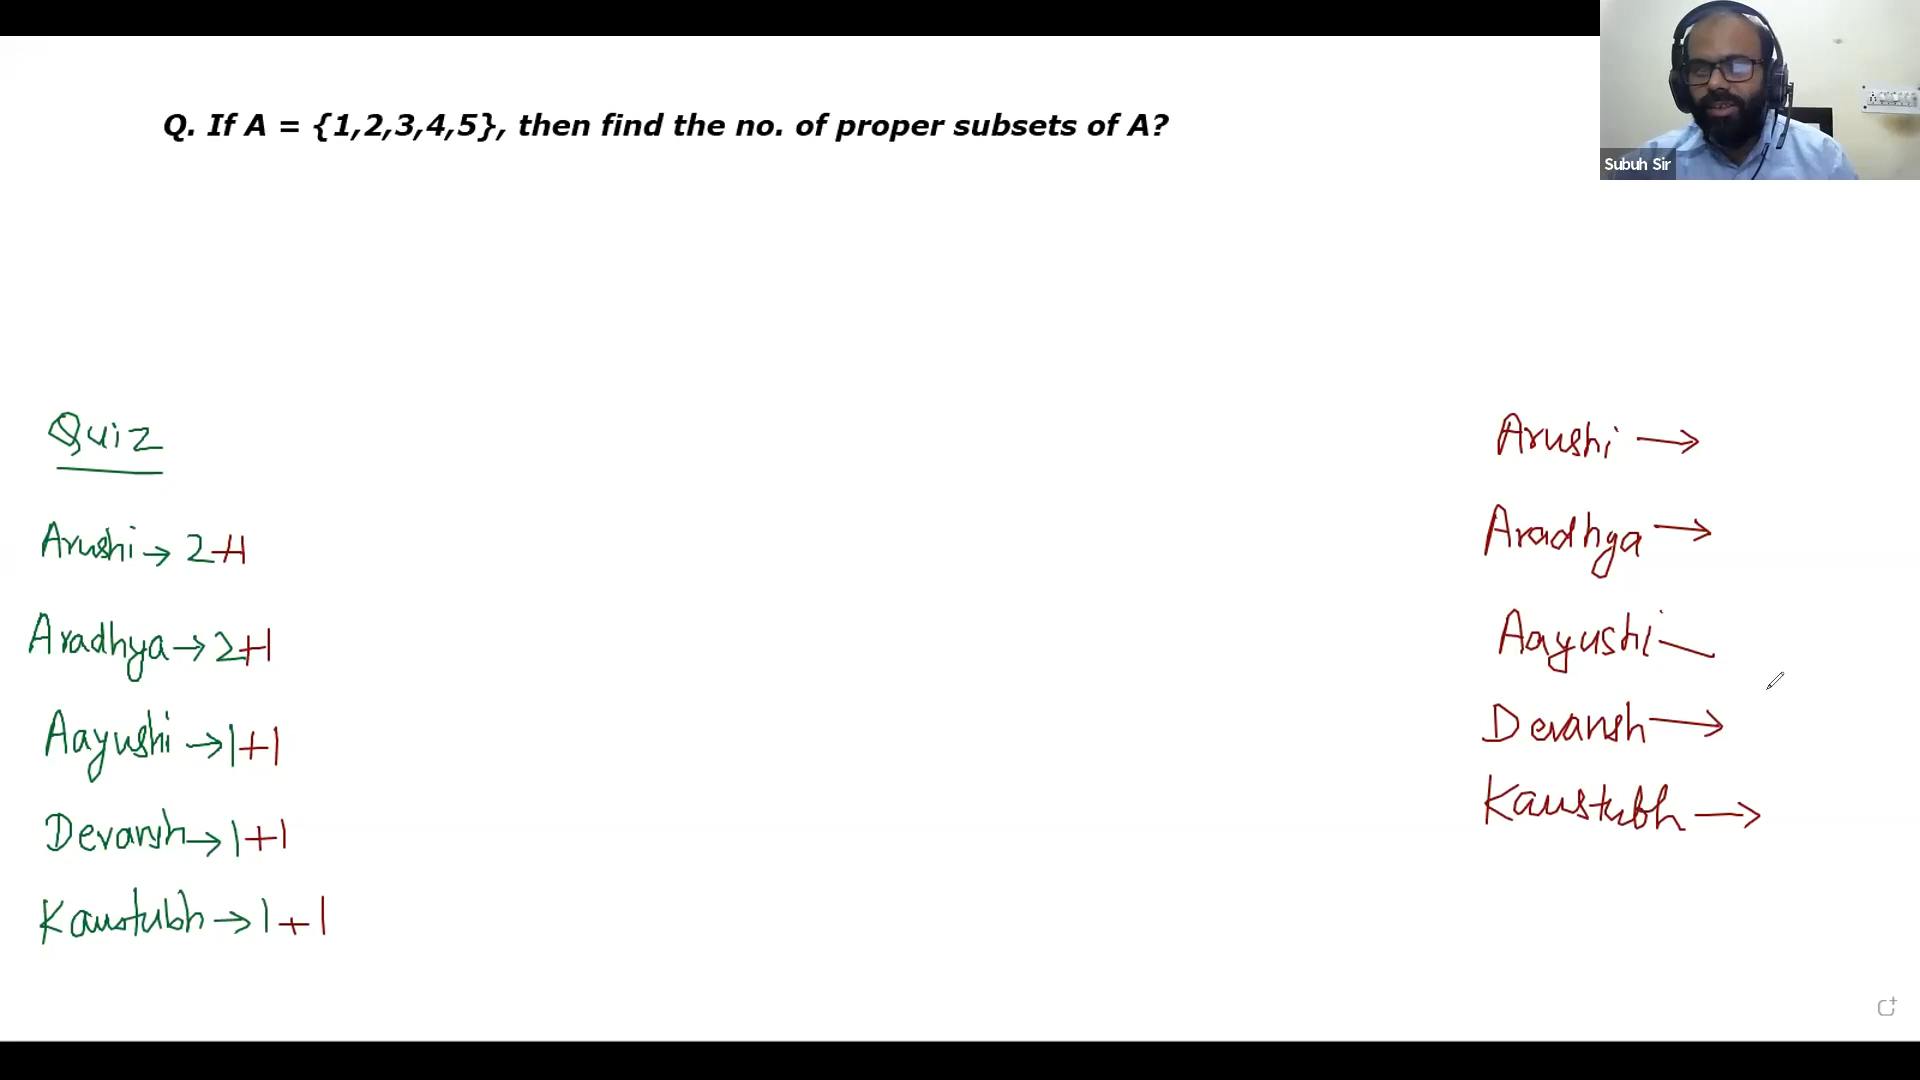 Q. If A = {1,2,3,4,5}, then find the no. of proper subsets of A?
Subuh Sir
Quiz
Arushi → 2+1
Aradhya → 2+1
Aayushi → 1+1
Devansh → 1+1
Kaustubh → 1+1
Arushi →
Aradhya →
Aayushi —
Devansh →
Kaustubh →